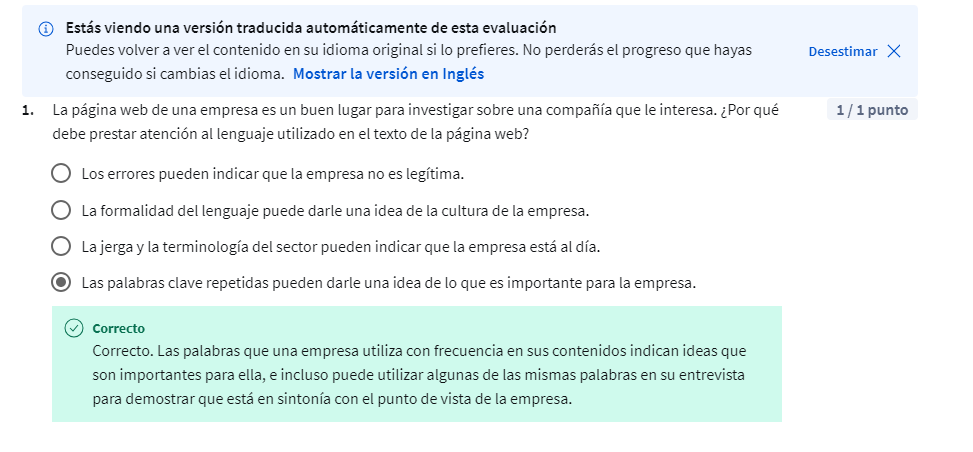 Estás viendo una versión traducida automáticamente de esta evaluación
Puedes volver a ver el contenido en su idioma original si lo prefieres. No perderás el progreso que hayas
conseguido si cambias el idioma. Mostrar la versión en Inglés
Desestimar
1. La página web de una empresa es un buen lugar para investigar sobre una compañía que le interesa. ¿Por qué
debe prestar atención al lenguaje utilizado en el texto de la página web?
1 / 1 punto
Los errores pueden indicar que la empresa no es legítima.
La formalidad del lenguaje puede darle una idea de la cultura de la empresa.
La jerga y la terminología del sector pueden indicar que la empresa está al día.
Las palabras clave repetidas pueden darle una idea de lo que es importante para la empresa.
Correcto
Correcto. Las palabras que una empresa utiliza con frecuencia en sus contenidos indican ideas que
son importantes para ella, e incluso puede utilizar algunas de las mismas palabras en su entrevista
para demostrar que está en sintonía con el punto de vista de la empresa.